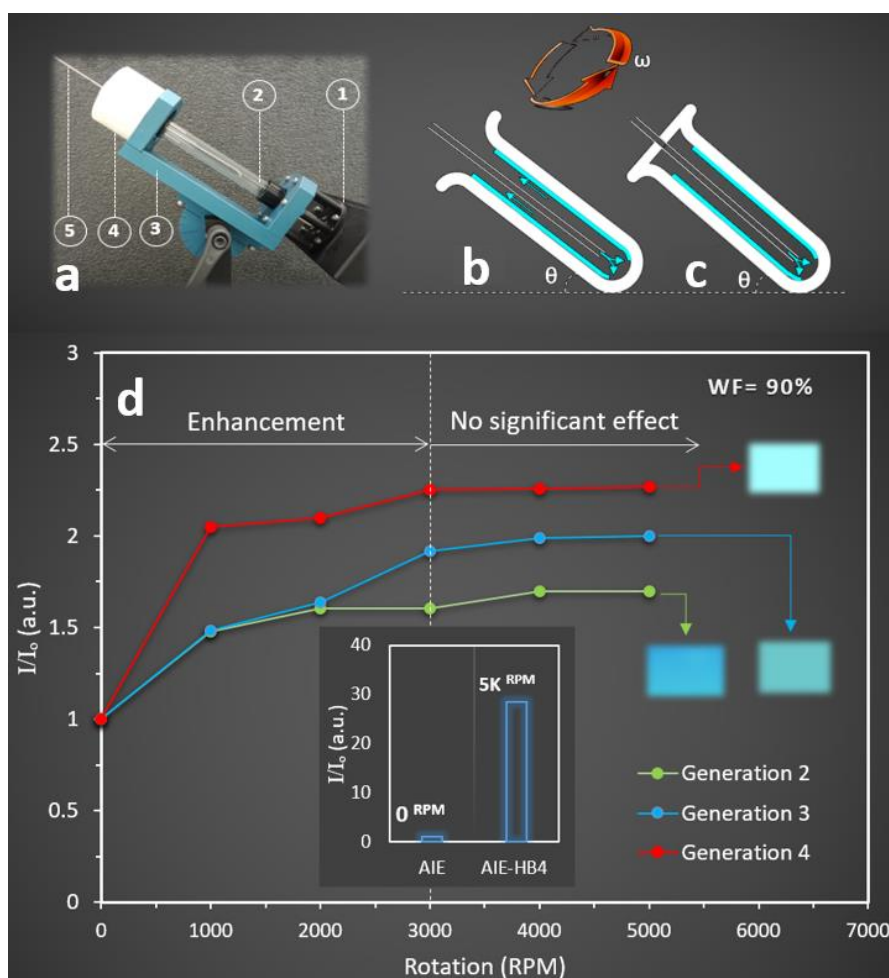 1
2
3
4
5
a
ω
b
θ
c
θ
d
WF= 90%
Enhancement
No significant effect
I/Iₒ (a.u.)
3
2.5
2
1.5
1
0.5
0
0
1000
2000
3000
4000
5000
6000
7000
Rotation (RPM)
I/Iₒ (a.u.)
40
30
20
10
0
0 RPM
5K RPM
AIE
AIE-HB4
Generation 2
Generation 3
Generation 4